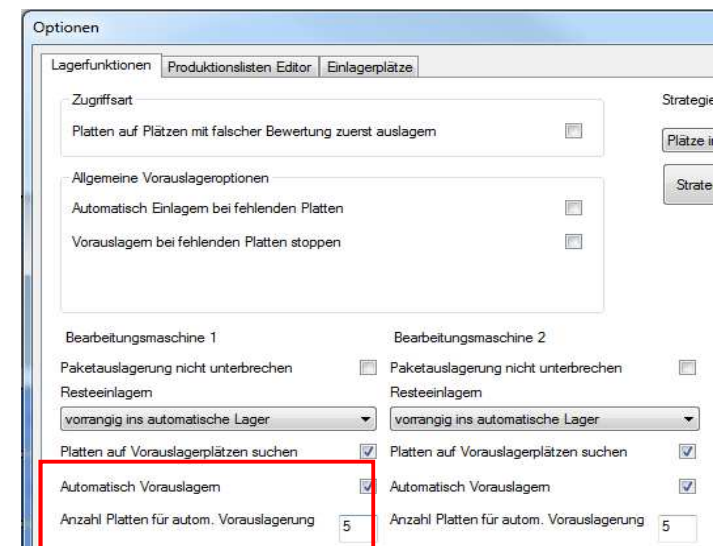 Optionen
Lagerfunktionen Produktionslisten Editor Einlagerplätze
Zugriffsart
Platten auf Plätzen mit falscher Bewertung zuerst auslagern
Strategie
Plätze i
Strate
Allgemeine Vorauslageroptionen
Automatisch Einlagern bei fehlenden Platten
Vorauslagern bei fehlenden Platten stoppen
Bearbeitungsmaschine 1
Paketauslagerung nicht unterbrechen
Resteeinlagern
vorrangig ins automatische Lager
Platten auf Vorauslagerplätzen suchen
Automatisch Vorauslagern
Anzahl Platten für autom. Vorauslagerung 5
Bearbeitungsmaschine 2
Paketauslagerung nicht unterbrechen
Resteeinlagern
vorrangig ins automatische Lager
Platten auf Vorauslagerplätzen suchen
Automatisch Vorauslagern
Anzahl Platten für autom. Vorauslagerung 5